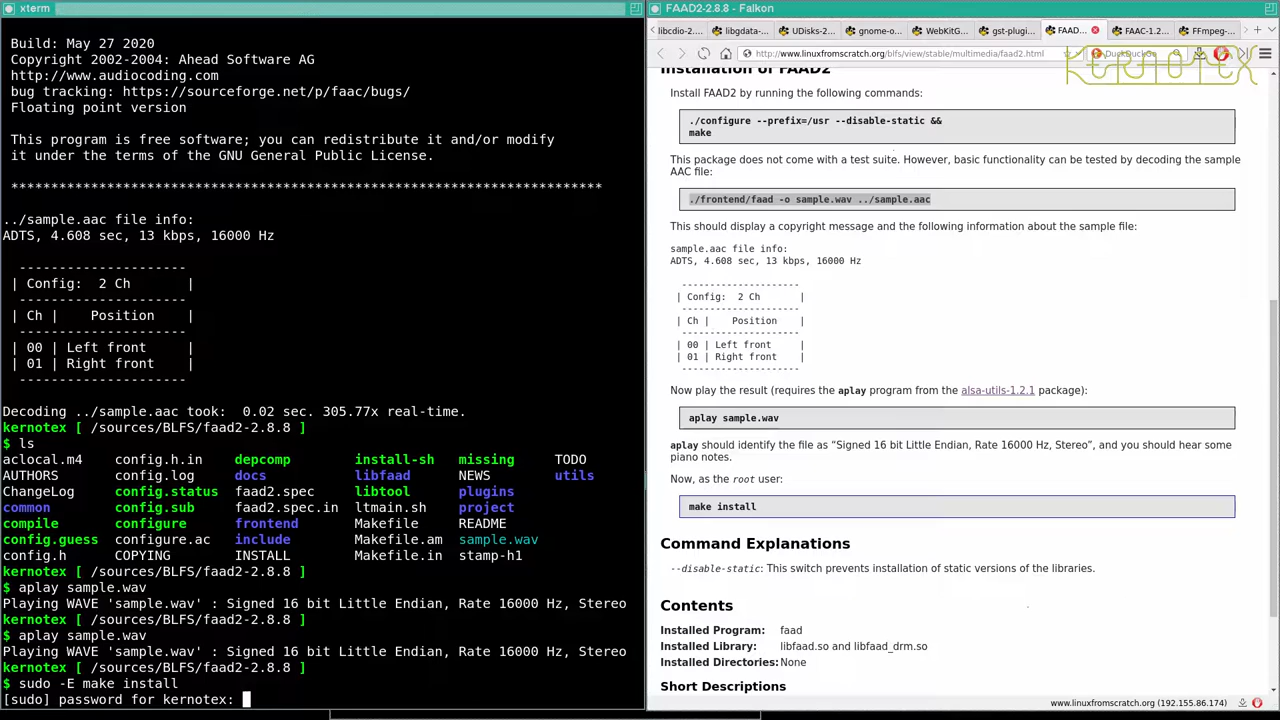 xterm
Build: May 27 2020
Copyright 2002-2004: Ahead Software AG
http://www.audiocoding.com
bug tracking: https://sourceforge.net/p/faac/bugs/
Floating point version
This program is free software; you can redistribute it and/or modify
it under the terms of the GNU General Public License.
**************************************************************************
../sample.aac file info:
ADTS, 4.608 sec, 13 kbps, 16000 Hz
---------------------
| Config:  2 Ch         |
---------------------
| Ch |    Position    |
---------------------
| 00 | Left front     |
| 01 | Right front    |
---------------------
Decoding ../sample.aac took:  0.02 sec. 305.77x real-time.
kernotex [ /sources/BLFS/faad2-2.8.8 ]
$ ls
aclocal.m4 config.h.in depcomp install-sh missing TODO
AUTHORS config.log docs libfaad NEWS utils
ChangeLog config.status faad2.spec libtool plugins
common config.sub faad2.spec.in ltmain.sh project
compile configure frontend Makefile README
config.guess configure.ac include Makefile.am sample.wav
config.h COPYING INSTALL Makefile.in stamp-h1
kernotex [ /sources/BLFS/faad2-2.8.8 ]
$ aplay sample.wav
Playing WAVE 'sample.wav' : Signed 16 bit Little Endian, Rate 16000 Hz, Stereo
kernotex [ /sources/BLFS/faad2-2.8.8 ]
$ aplay sample.wav
Playing WAVE 'sample.wav' : Signed 16 bit Little Endian, Rate 16000 Hz, Stereo
kernotex [ /sources/BLFS/faad2-2.8.8 ]
$ sudo -E make install
[sudo] password for kernotex:
FAAD2-2.8.8 - Falkon
libcdio-2.... libgdata-... UDisks-2... gnome-o... WebKitG... gst-plugi... FAAD... FAAC-1.2... FFmpeg-...
http://www.linuxfromscratch.org/blfs/view/stable/multimedia/faad2.html DuckDuckGo
KERNOTEX
Installation of FAAD2
Install FAAD2 by running the following commands:
./configure --prefix=/usr --disable-static &&
make
This package does not come with a test suite. However, basic functionality can be tested by decoding the sample
AAC file:
./frontend/faad -o sample.wav ../sample.aac
This should display a copyright message and the following information about the sample file:
sample.aac file info:
ADTS, 4.608 sec, 13 kbps, 16000 Hz
---------------------
| Config:  2 Ch       |
---------------------
| Ch |    Position    |
---------------------
| 00 | Left front     |
| 01 | Right front    |
---------------------
Now play the result (requires the aplay program from the alsa-utils-1.2.1 package):
aplay sample.wav
aplay should identify the file as “Signed 16 bit Little Endian, Rate 16000 Hz, Stereo”, and you should hear some
piano notes.
Now, as the root user:
make install
Command Explanations
--disable-static: This switch prevents installation of static versions of the libraries.
Contents
Installed Program: faad
Installed Library: libfaad.so and libfaad_drm.so
Installed Directories: None
Short Descriptions
www.linuxfromscratch.org (192.155.86.174)